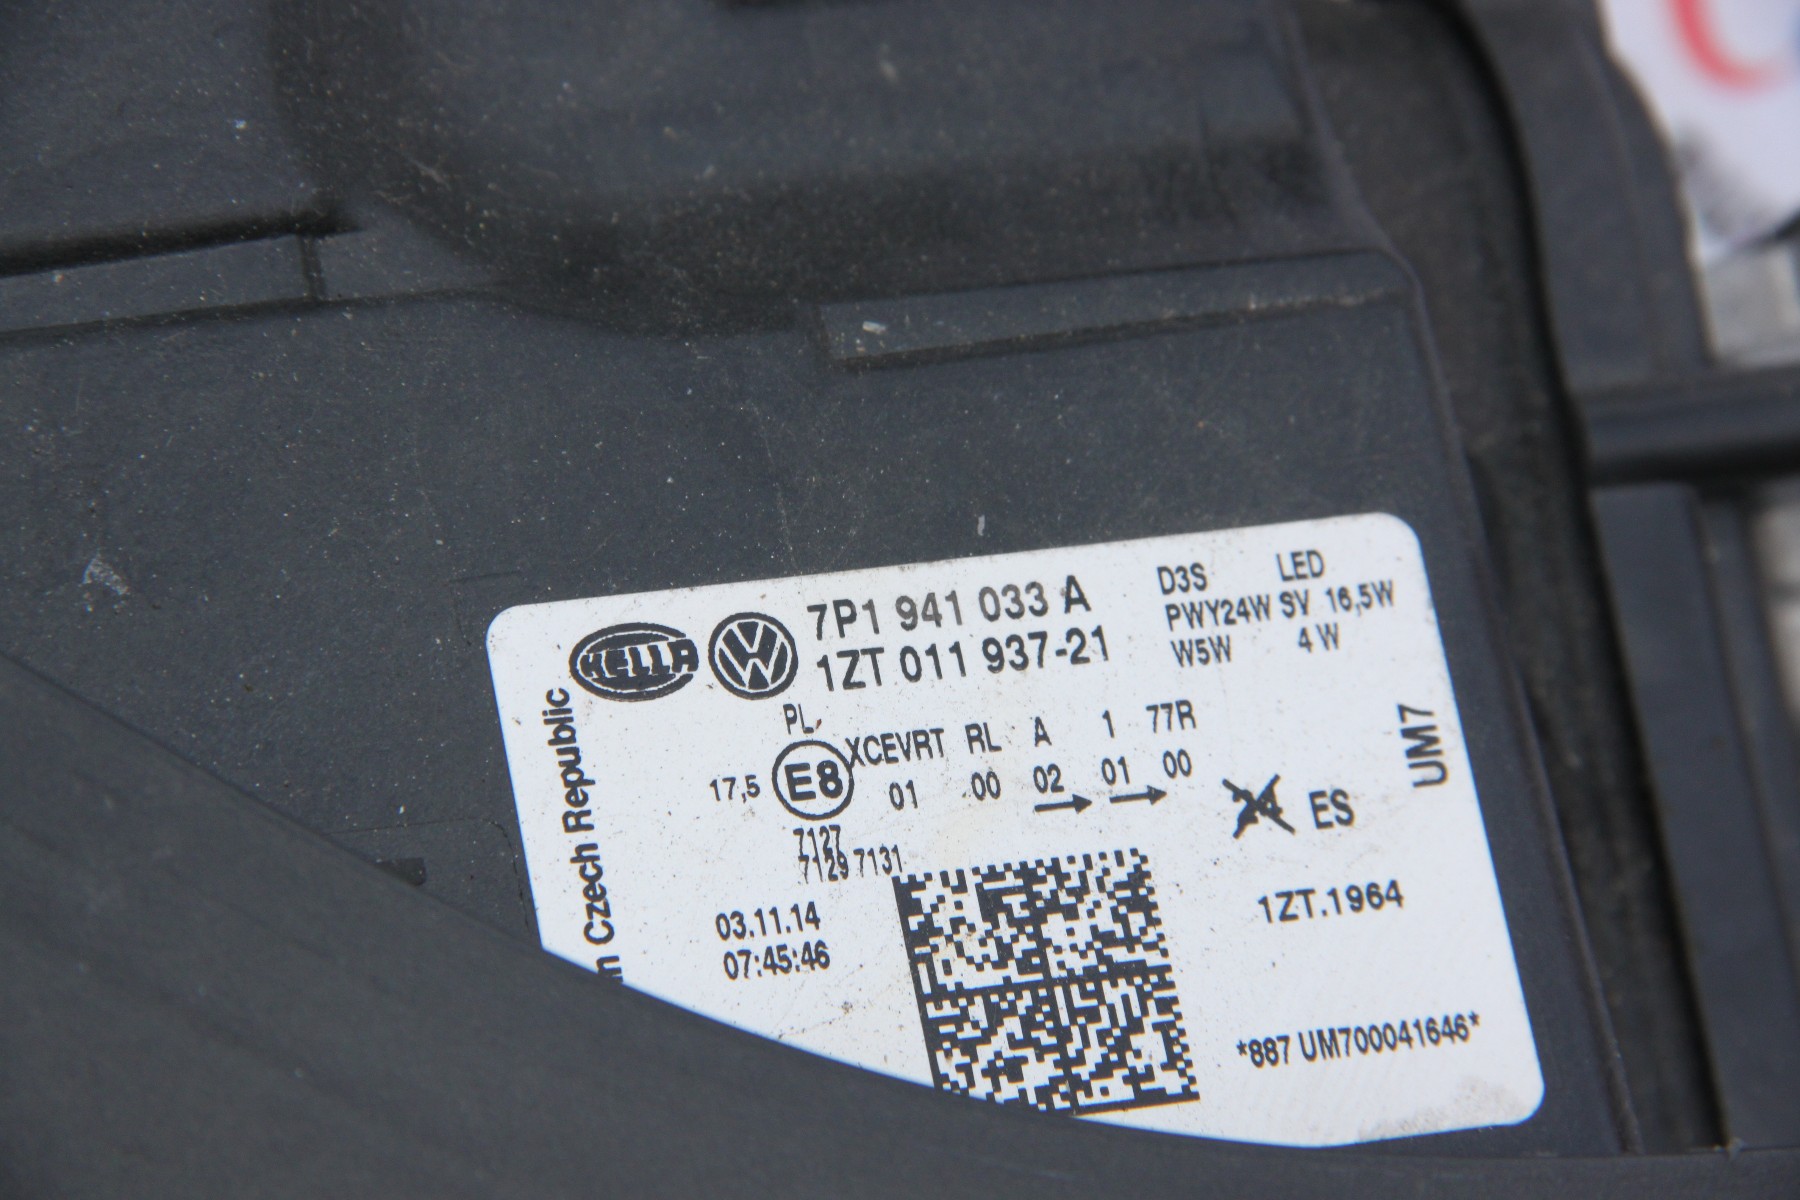 HELLA
7P1 941 033 A
1ZT 011 937-21
D3S LED
PWY24W SV 16,5W
W5W 4W
PL
XCEVRT RL A 1 77R
17,5 E8 01 00 02 01 00
7127
7129 7131
ES
UM7
Czech Republic
03.11.14
07:45:46
1ZT.1964
*887 UM700041646*